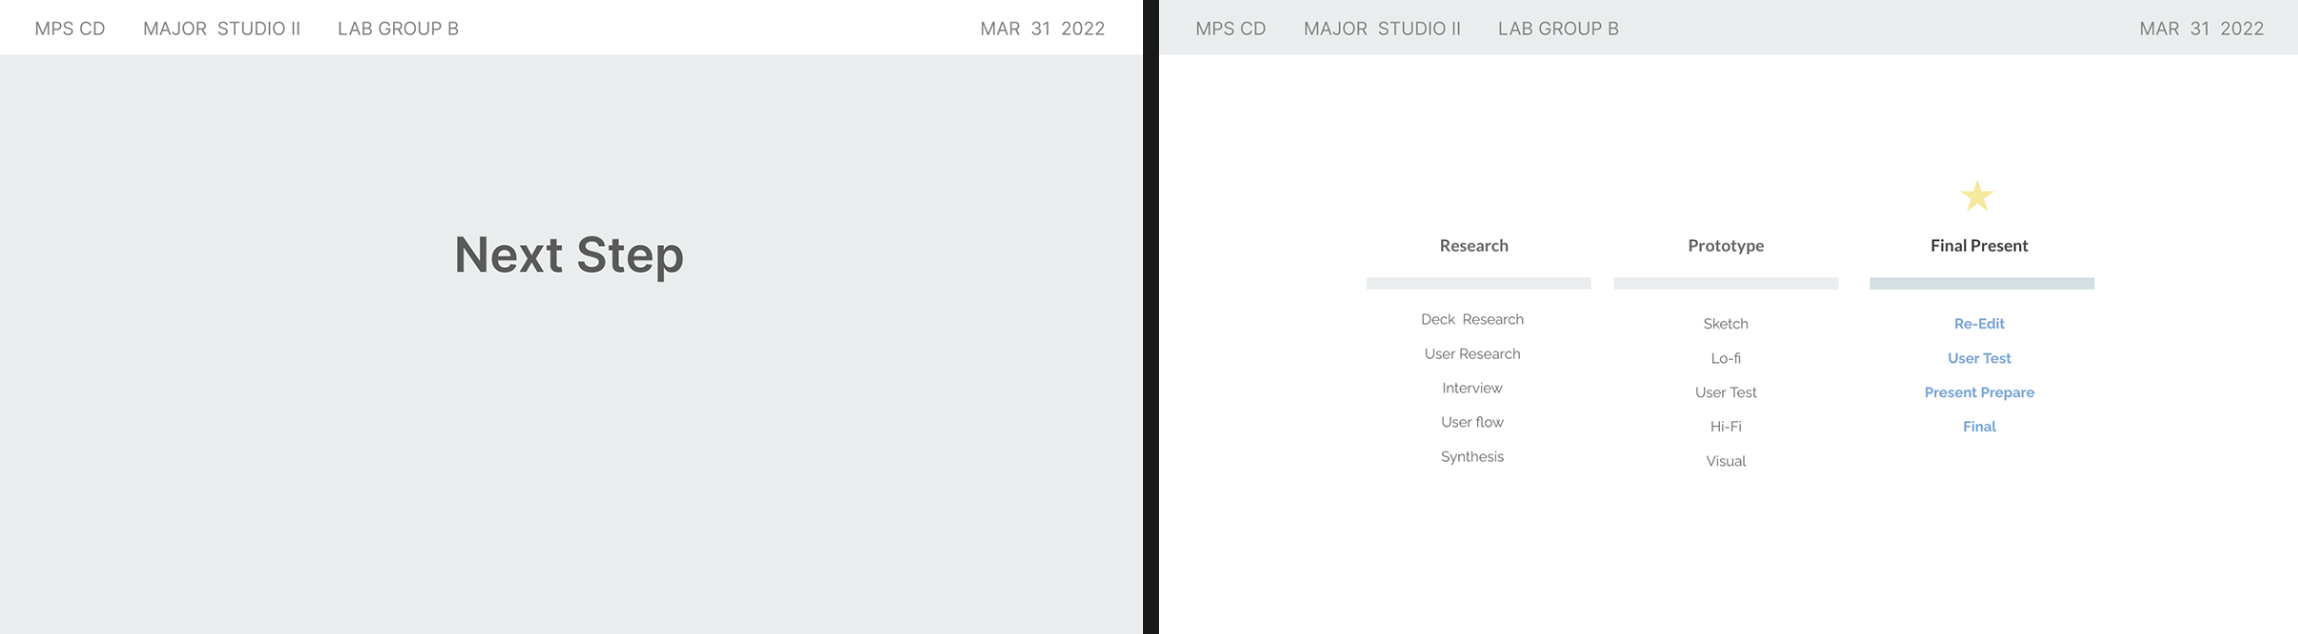 MPS CD MAJOR STUDIO II LAB GROUP B MAR 31 2022
Next Step
MPS CD MAJOR STUDIO II LAB GROUP B MAR 31 2022
Research
Deck Research
User Research
Interview
User flow
Synthesis
Prototype
Sketch
Lo-fi
User Test
Hi-Fi
Visual
Final Present
Re-Edit
User Test
Present Prepare
Final